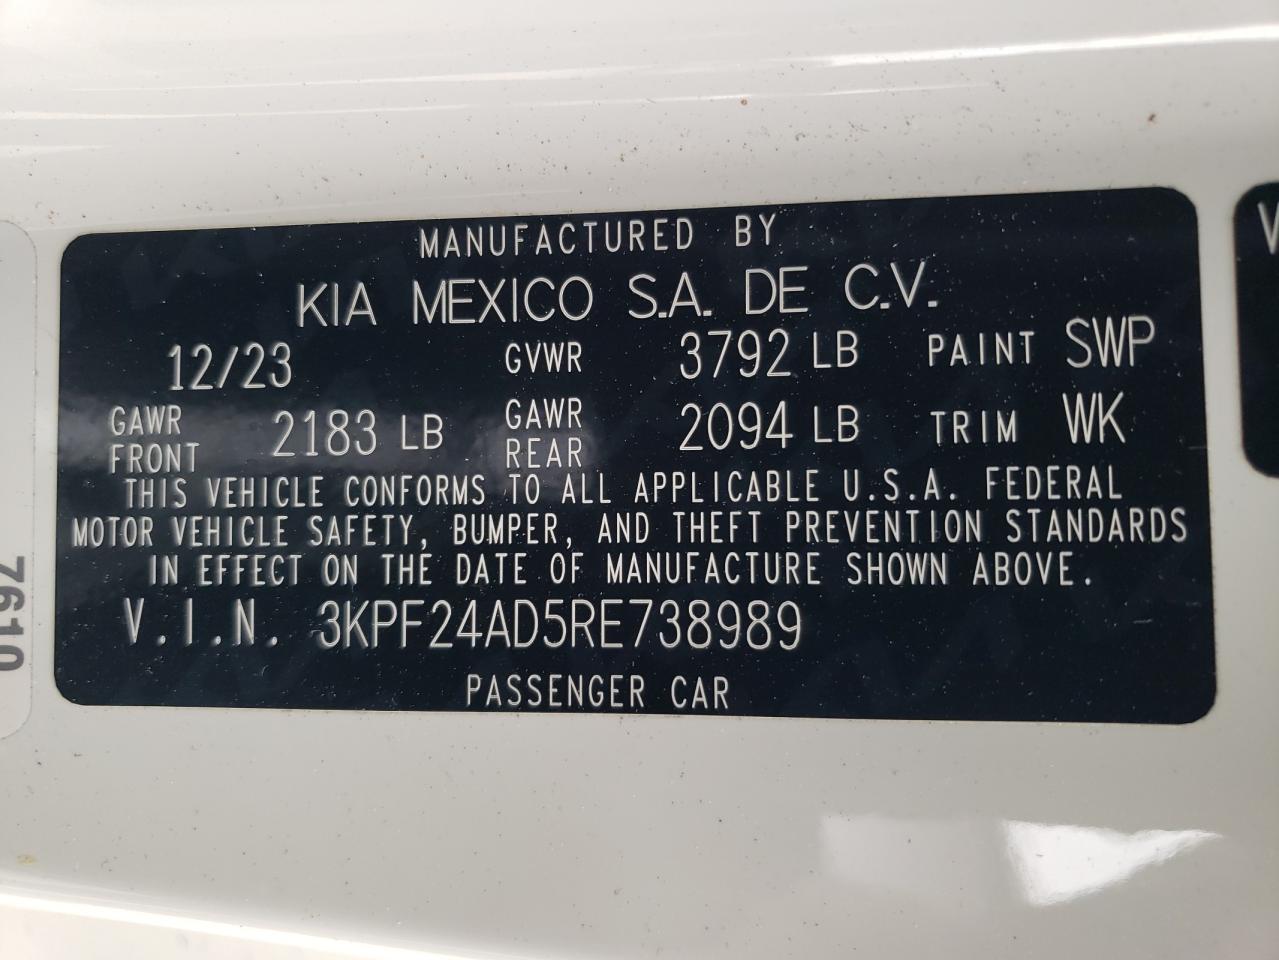 MANUFACTURED BY
KIA MEXICO S.A. DE C.V.
12/23 GVWR 3792 LB PAINT SWP
GAWR FRONT 2183 LB GAWR REAR 2094 LB TRIM WK
THIS VEHICLE CONFORMS TO ALL APPLICABLE U.S.A. FEDERAL
MOTOR VEHICLE SAFETY, BUMPER, AND THEFT PREVENTION STANDARDS
IN EFFECT ON THE DATE OF MANUFACTURE SHOWN ABOVE.
V.I.N. 3KPF24AD5RE738989
PASSENGER CAR
V